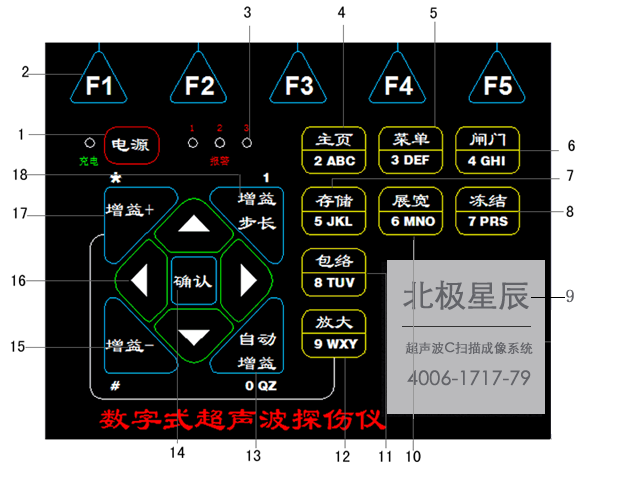 3
4
5
2
F1
F2
F3
F4
F5
1
电源
1
2
3
充电
报警
主页
2 ABC
菜单
3 DEF
闸门
4 GHI
6
18
*
1
7
增益+
增益
步长
存储
5 JKL
展宽
6 MNO
冻结
7 PRS
8
17
16
确认
包络
8 TUV
北极星辰
9
15
增益-
自动
增益
放大
9 WXY
超声波C扫描成像系统
4006-1717-79
#
0 QZ
数字式超声波探伤仪
14
13
12
11
10